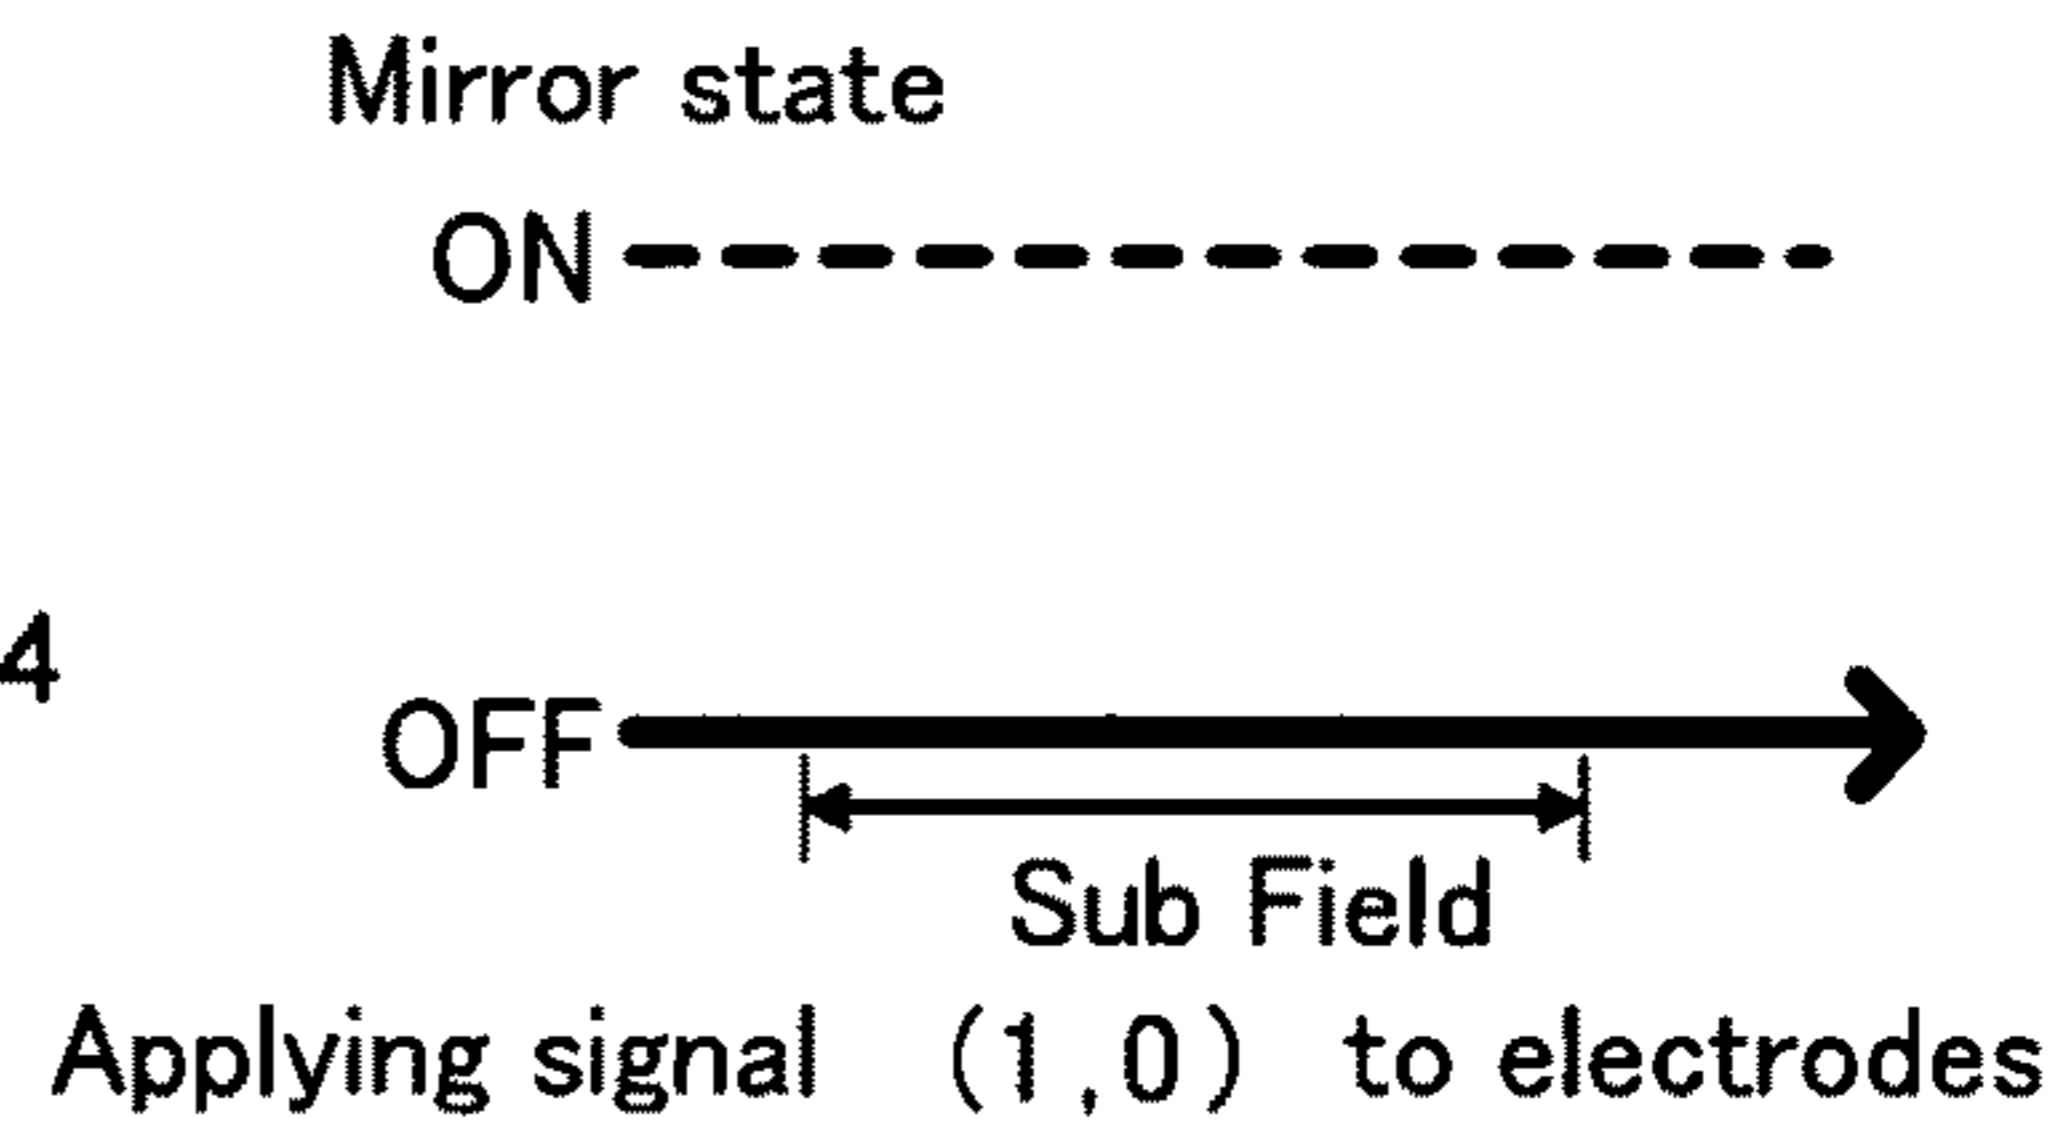 Mirror state
ON
4
OFF
Sub Field
Applying signal (1,0) to electrodes